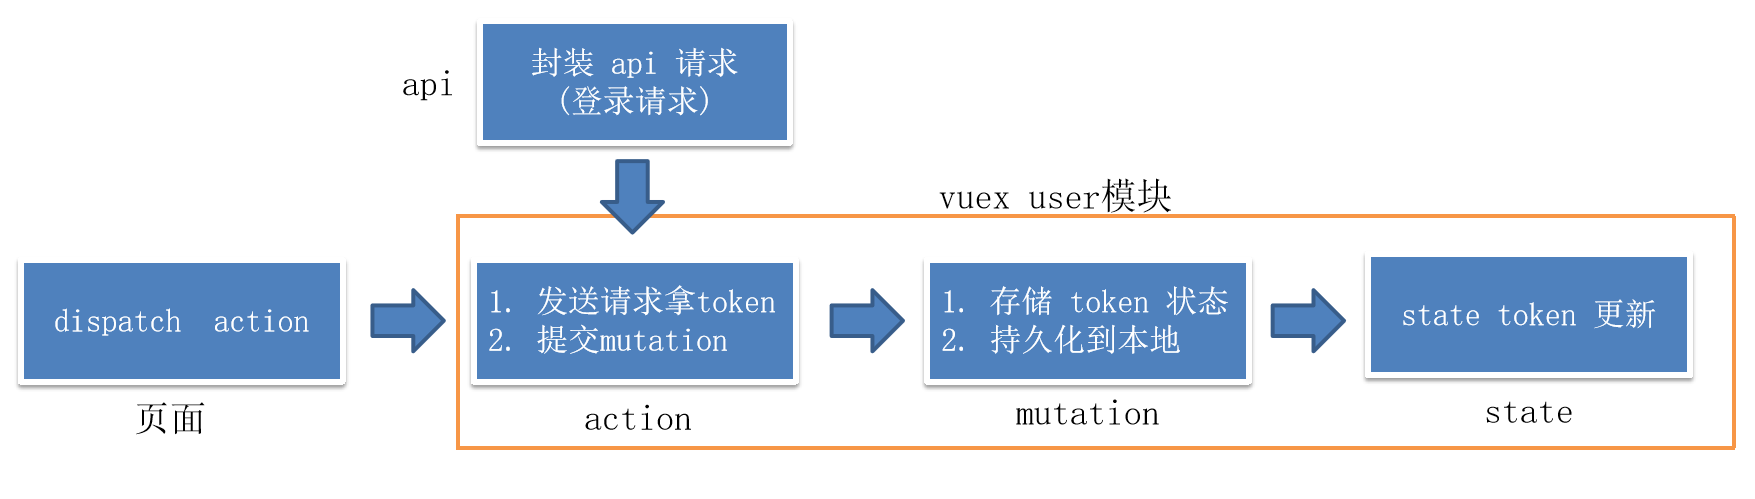 api
封装 api 请求
(登录请求)
vuex user模块
dispatch action
页面
1. 发送请求拿token
2. 提交mutation
action
1. 存储 token 状态
2. 持久化到本地
mutation
state token 更新
state